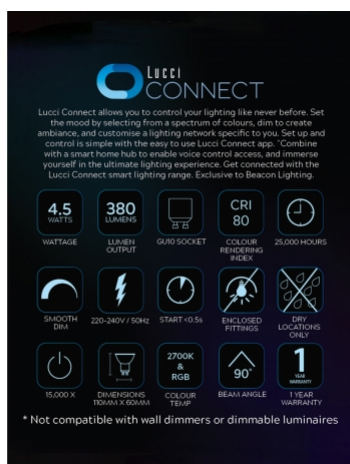 LUCCI
CONNECT
Lucci Connect allows you to control your lighting like never before. Set
the mood by selecting from a spectrum of colours, dim to create
ambiance, and customise a lighting network specific to you. Set up and
control is simple with the easy to use Lucci Connect app. *Combine
with a smart home hub to enable voice control access, and immerse
yourself in the ultimate lighting experience. Get connected with the
Lucci Connect smart lighting range. Exclusive to Beacon Lighting.
4.5
WATTS
WATTAGE
380
LUMENS
LUMEN
OUTPUT
GU10 SOCKET
CRI
80
COLOUR
RENDERING
INDEX
25,000 HOURS
SMOOTH
DIM
220-240V / 50Hz
START <0.5s
ENCLOSED
FITTINGS
DRY
LOCATIONS
ONLY
15,000 X
DIMENSIONS
110MM X 60MM
2700K
&
RGB
COLOUR
TEMP
90°
BEAM ANGLE
1
YEAR
WARRANTY
1 YEAR
WARRANTY
* Not compatible with wall dimmers or dimmable luminaires